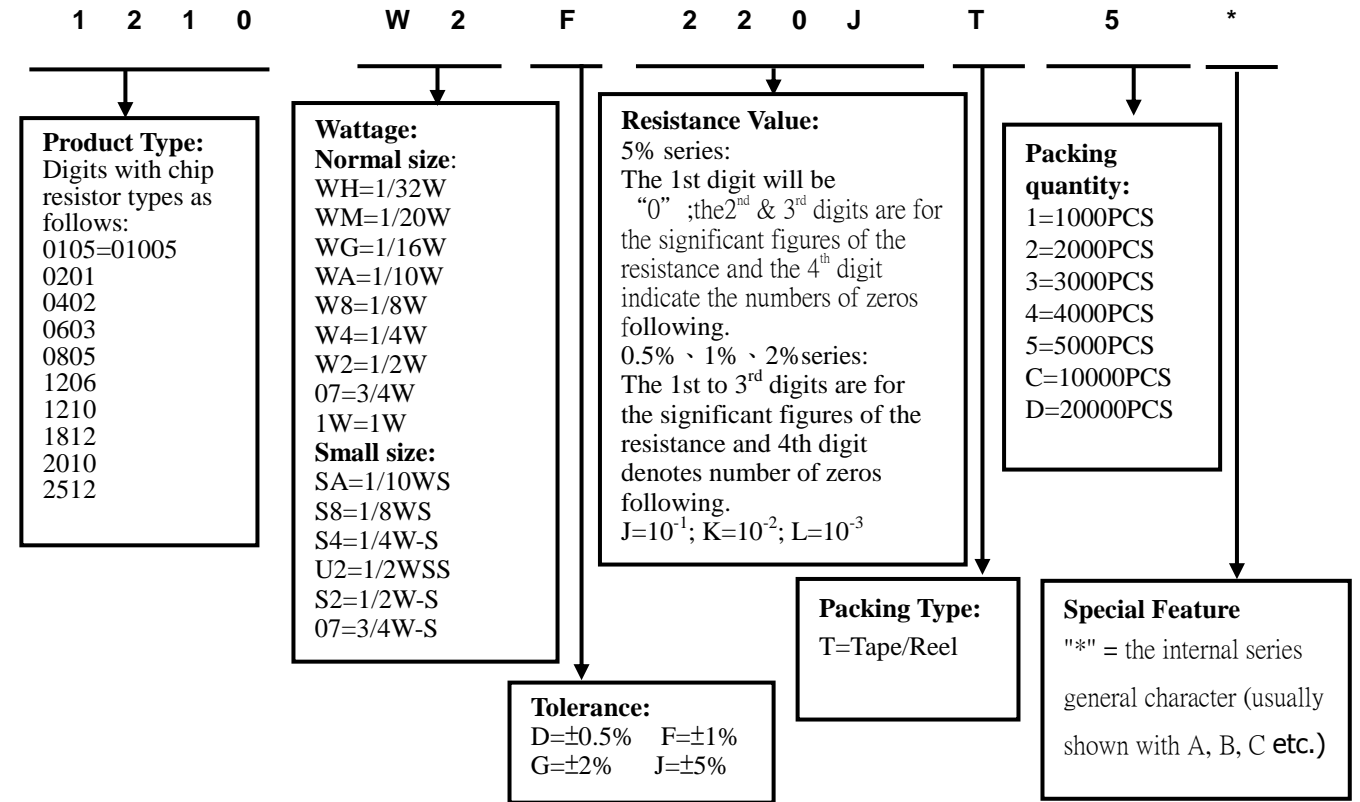 1 2 1 0 W 2 F 2 2 0 J T 5 *
Product Type:
Digits with chip
resistor types as
follows:
0105=01005
0201
0402
0603
0805
1206
1210
1812
2010
2512
Wattage:
Normal size:
WH=1/32W
WM=1/20W
WG=1/16W
WA=1/10W
W8=1/8W
W4=1/4W
W2=1/2W
07=3/4W
1W=1W
Small size:
SA=1/10WS
S8=1/8WS
S4=1/4W-S
U2=1/2WSS
S2=1/2W-S
07=3/4W-S
Tolerance:
D=±0.5% F=±1%
G=±2% J=±5%
Resistance Value:
5% series:
The 1st digit will be
“0” ;the2nd & 3rd digits are for
the significant figures of the
resistance and the 4th digit
indicate the numbers of zeros
following.
0.5%、1%、2%series:
The 1st to 3rd digits are for
the significant figures of the
resistance and 4th digit
denotes number of zeros
following.
J=10-1; K=10-2; L=10-3
Packing Type:
T=Tape/Reel
Packing
quantity:
1=1000PCS
2=2000PCS
3=3000PCS
4=4000PCS
5=5000PCS
C=10000PCS
D=20000PCS
Special Feature
"*" = the internal series
general character (usually
shown with A, B, C etc.)